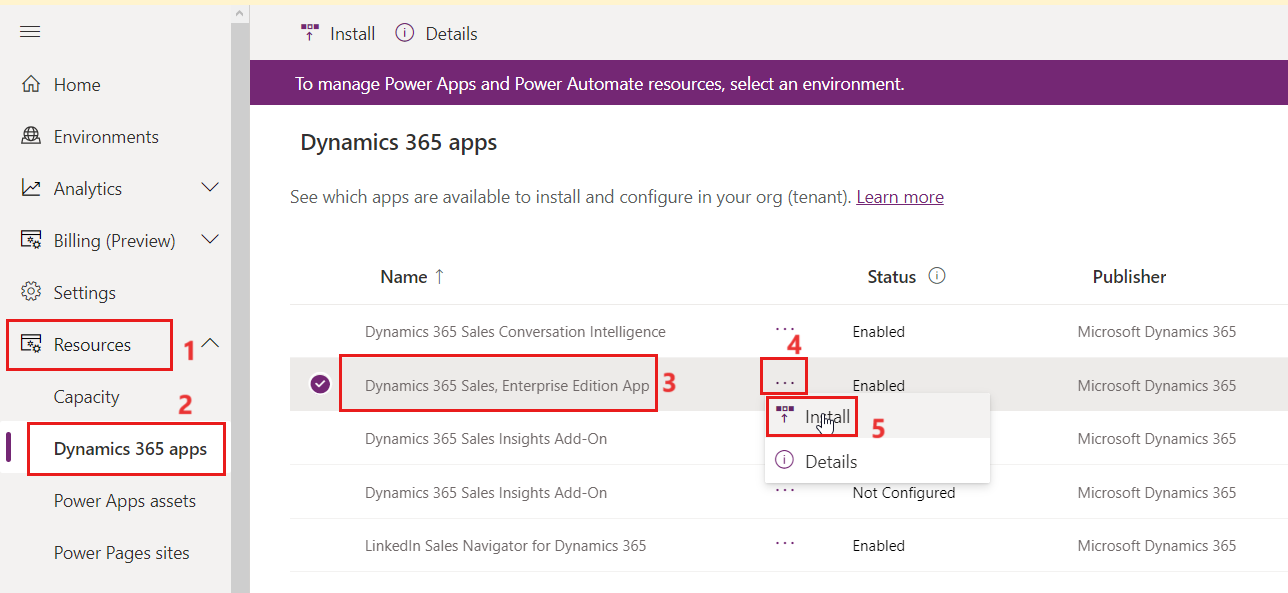 Install Details
Home
To manage Power Apps and Power Automate resources, select an environment.
Environments
Dynamics 365 apps
Analytics
See which apps are available to install and configure in your org (tenant). Learn more
Billing (Preview)
Name ↑ Status Publisher
Settings
Resources 1
Dynamics 365 Sales Conversation Intelligence ... Enabled Microsoft Dynamics 365
4
Capacity
Dynamics 365 Sales, Enterprise Edition App 3 ... Enabled Microsoft Dynamics 365
2
Install 5
Dynamics 365 apps
Dynamics 365 Sales Insights Add-On Microsoft Dynamics 365
Details
Power Apps assets
Dynamics 365 Sales Insights Add-On ... Not Configured Microsoft Dynamics 365
Power Pages sites
LinkedIn Sales Navigator for Dynamics 365 ... Enabled Microsoft Dynamics 365